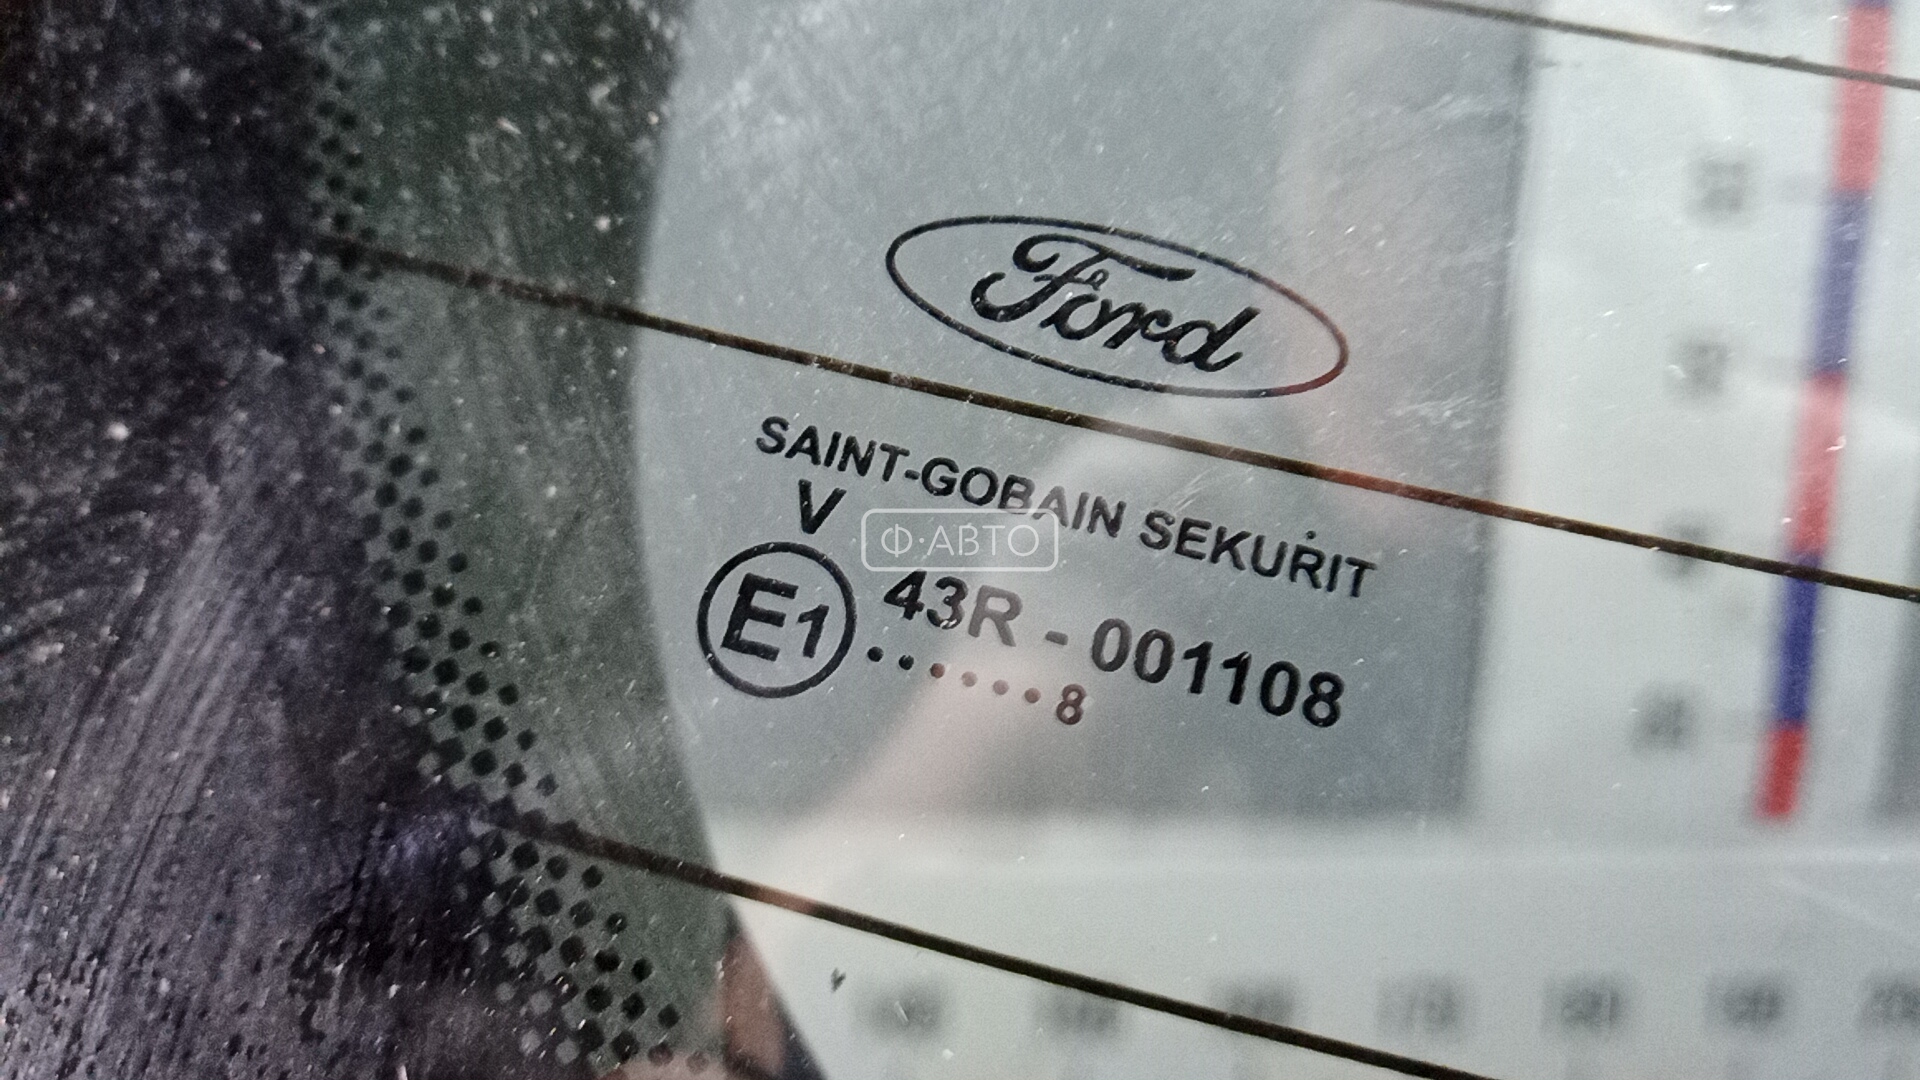 Ford
SAINT-GOBAIN SEKURIT
V
Ф·АВТО
E1 43R - 001108
......8